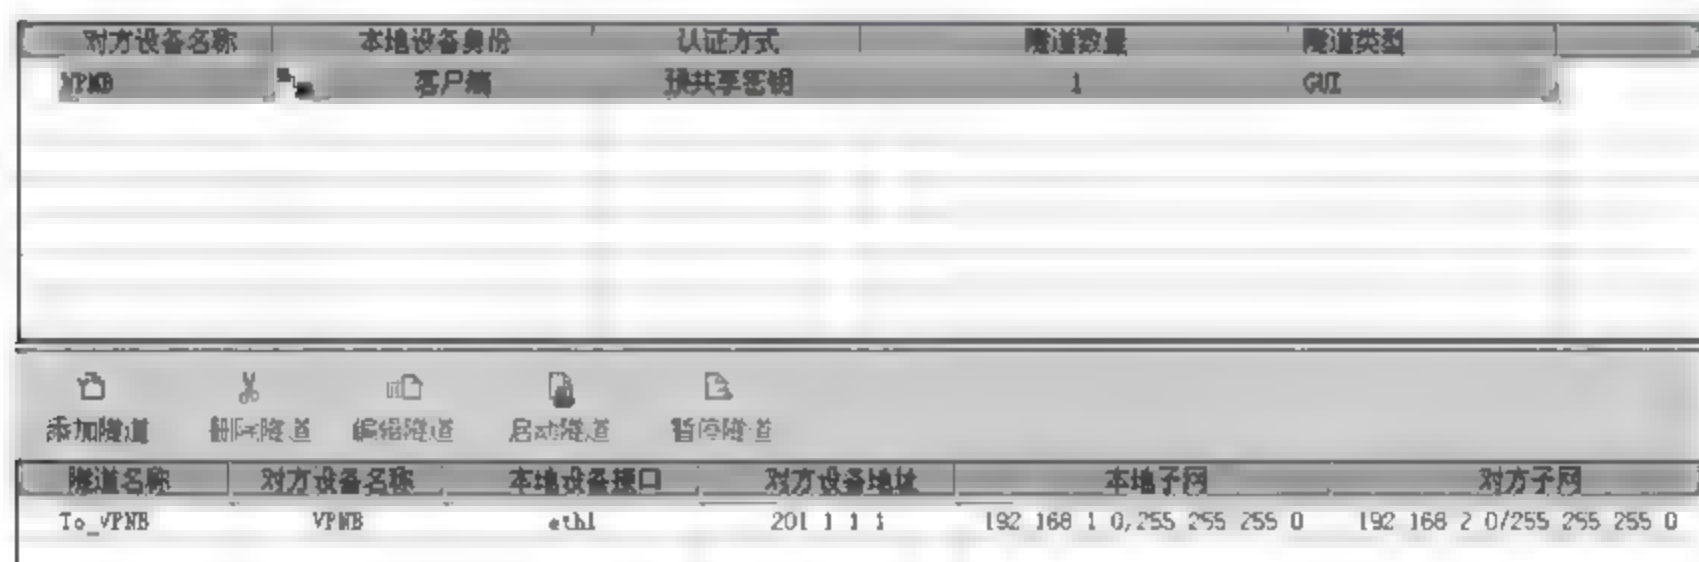 对方设备名称 本地设备身份 认证方式 隧道数量 隧道类型
VPNB 客户端 预共享密钥 1 GUI
添加隧道 删除隧道 编辑隧道 启动隧道 暂停隧道
隧道名称 对方设备名称 本地设备接口 对方设备地址 本地子网 对方子网
To_VPNB VPNB eth1 201 1 1 1 192 168 1 0/255 255 255 0 192 168 2 0/255 255 255 0